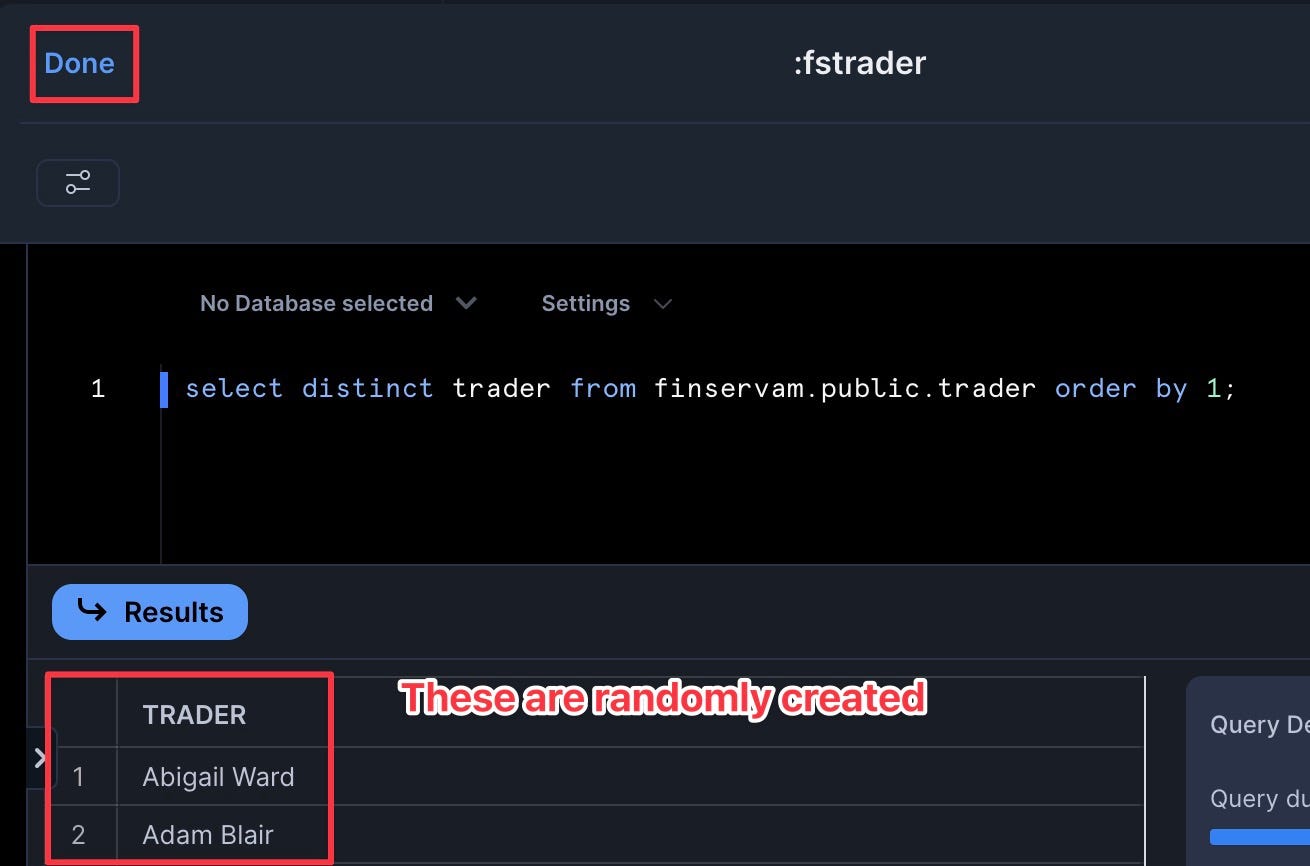 Done
:fstrader
No Database selected
Settings
1 select distinct trader from finservam.public.trader order by 1;
Results
These are randomly created
TRADER
Query De
1 Abigail Ward
Query du
2 Adam Blair